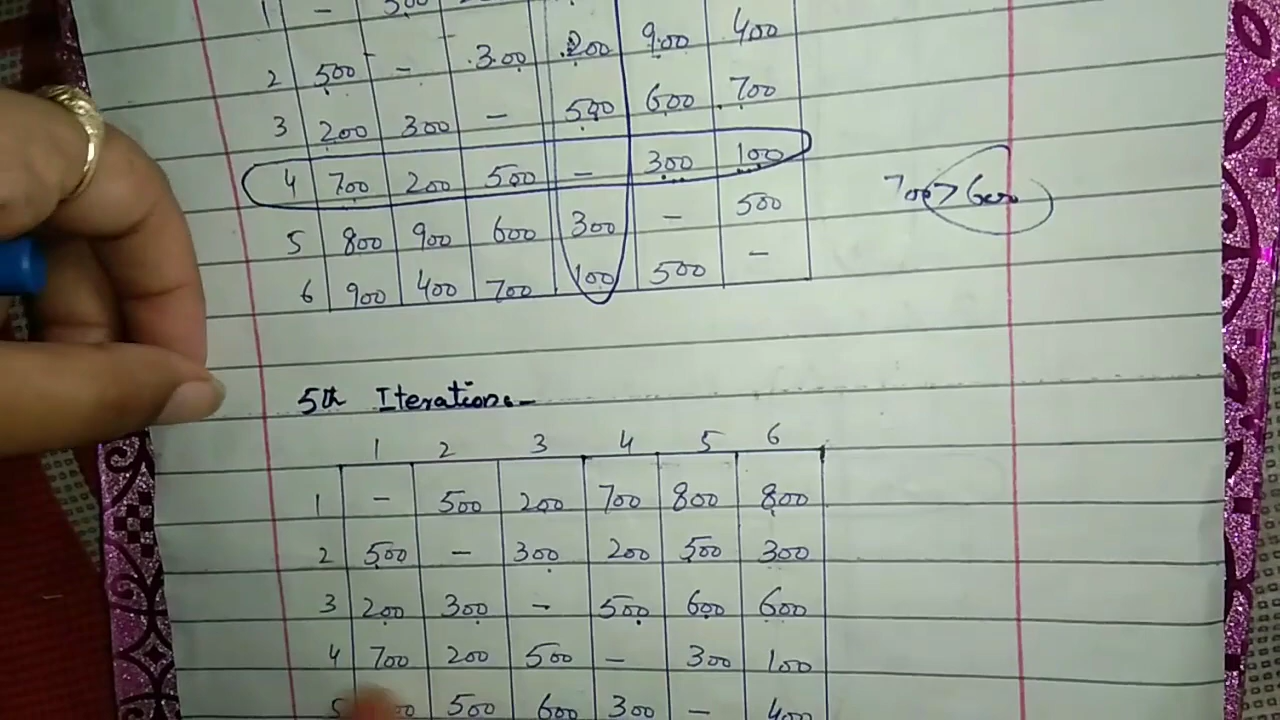 1 - 500
2 500 - 300 200 900 400
3 200 300 - 500 600 700
4 700 200 500 - 300 100
700>600
5 800 900 600 300 - 500
6 900 400 700 100 500 -
5th Iterations-
1 2 3 4 5 6
1 - 500 200 700 800 800
2 500 - 300 200 500 300
3 200 300 - 500 600 600
4 700 200 500 - 300 100
5 500 600 300 - 400